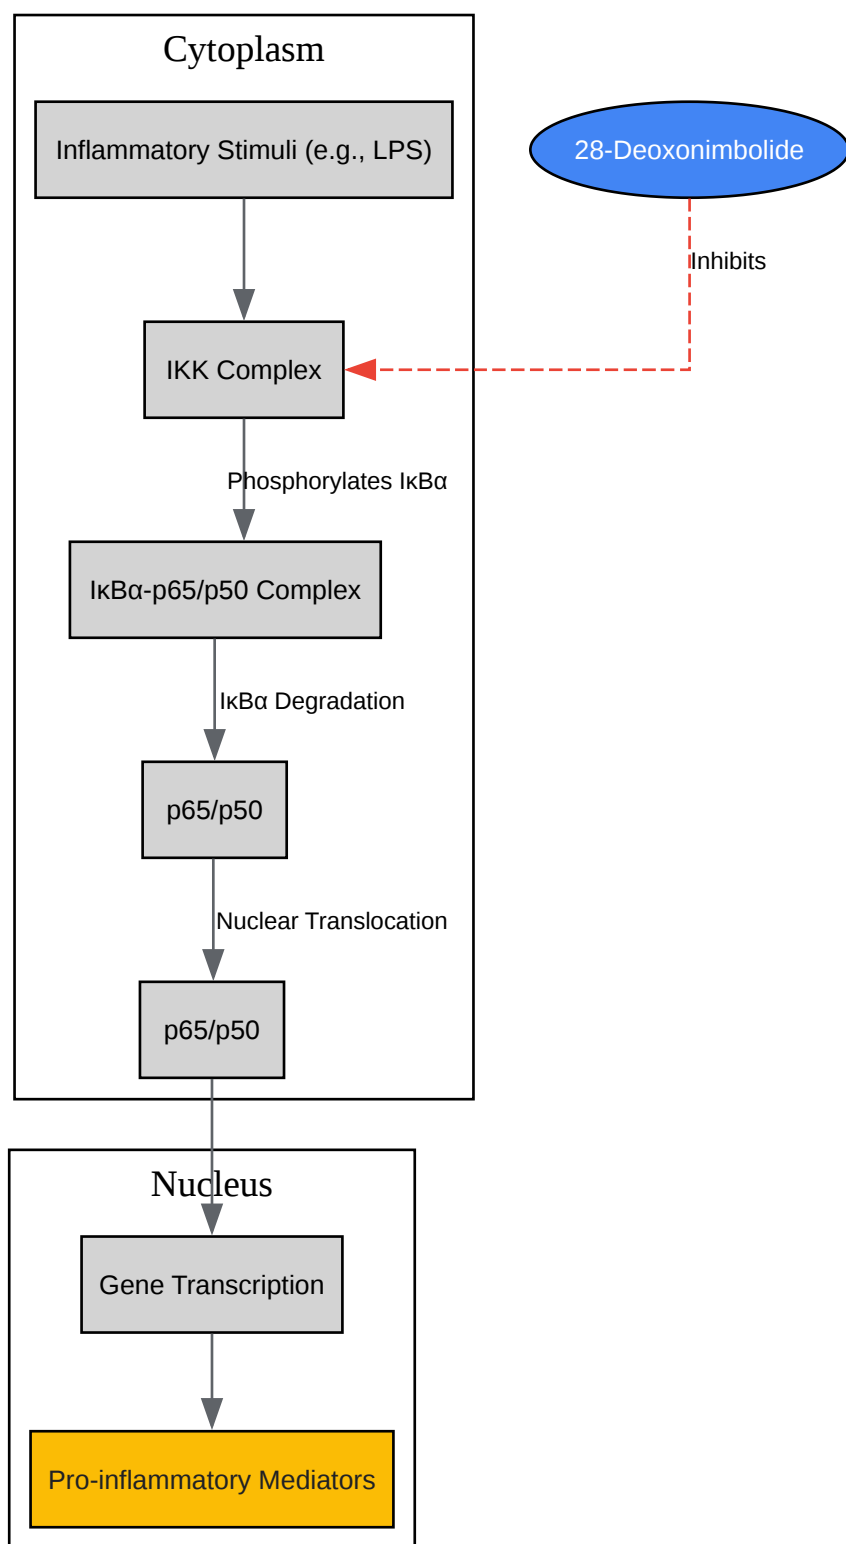 Cytoplasm
Inflammatory Stimuli (e.g., LPS)
28-Deoxonimbolide
Inhibits
IKK Complex
Phosphorylates IκBα
IκBα-p65/p50 Complex
IκBα Degradation
p65/p50
Nuclear Translocation
p65/p50
Nucleus
Gene Transcription
Pro-inflammatory Mediators